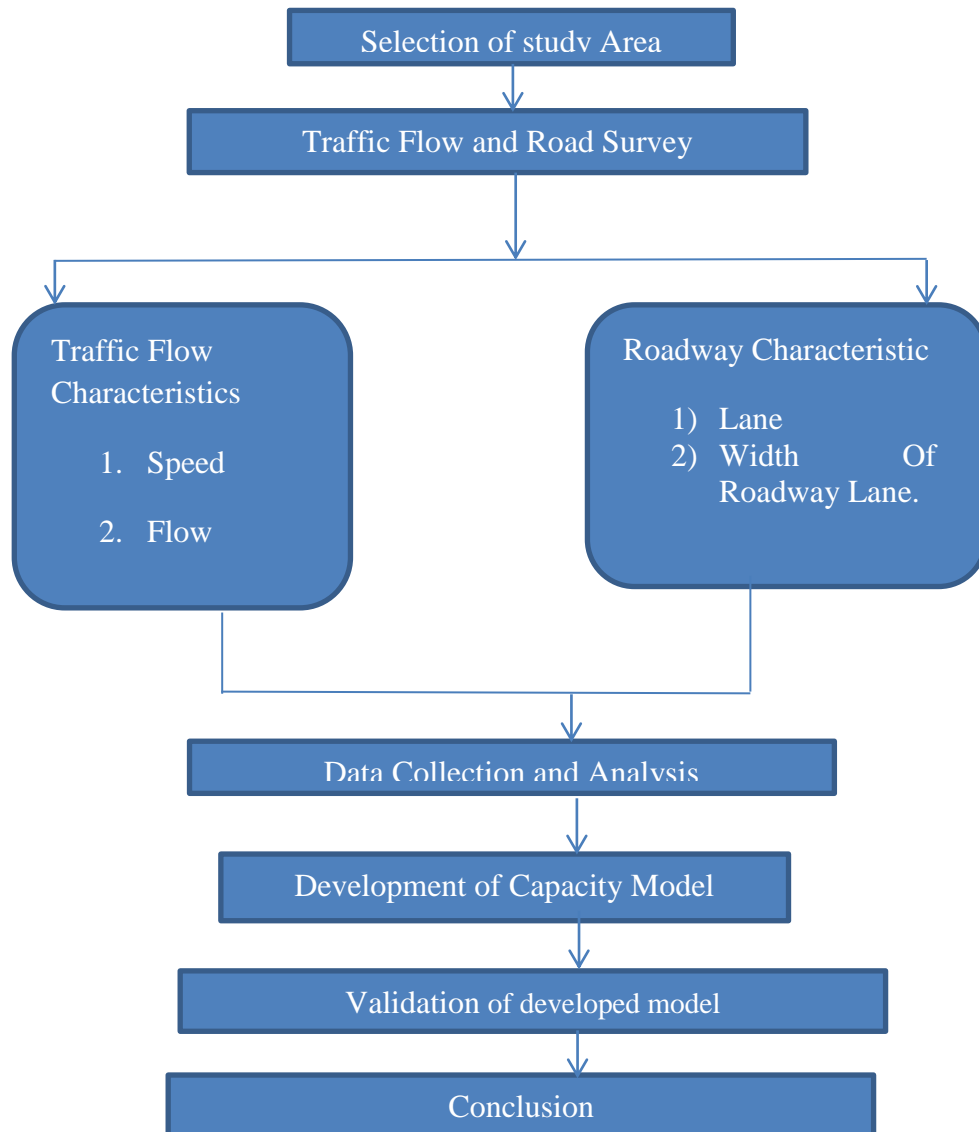 Selection of study Area
Traffic Flow and Road Survey
Traffic Flow
Characteristics
1. Speed
2. Flow
Roadway Characteristic
1) Lane
2) Width Of
Roadway Lane.
Data Collection and Analysis
Development of Capacity Model
Validation of developed model
Conclusion